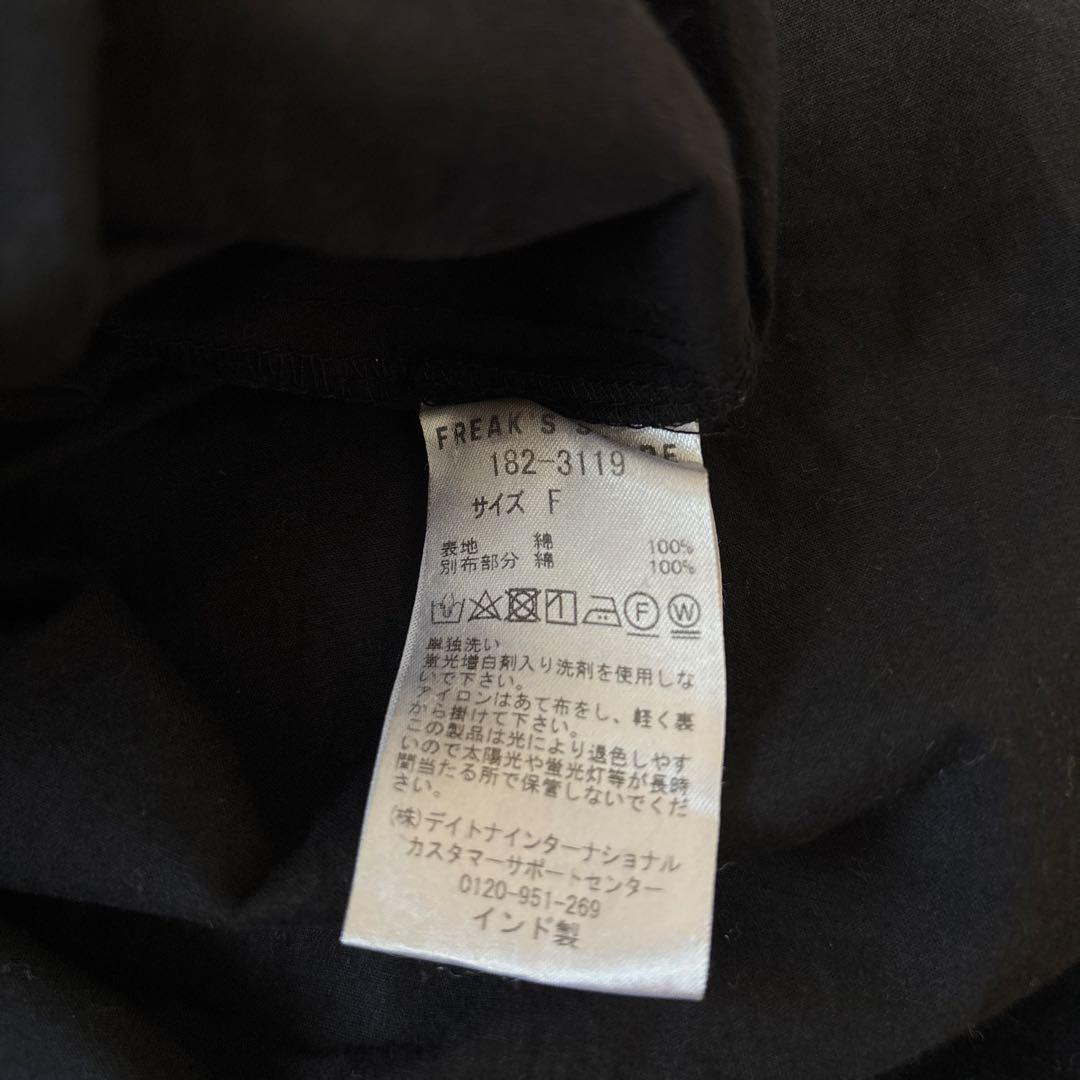 FREAK'S
182-3119
サイズ F
表地 綿 100%
別布部分 綿 100%
F W
単独洗い
蛍光増白剤入り洗剤を使用しな
いで下さい。
アイロンはあて布をし、軽く裏
から掛けて下さい。
この製品は光により退色しやす
いので太陽光や蛍光灯等が長時
間当たる所で保管しないでくだ
さい。
(株)デイトナインターナショナル
カスタマーサポートセンター
0120-951-269
インド製